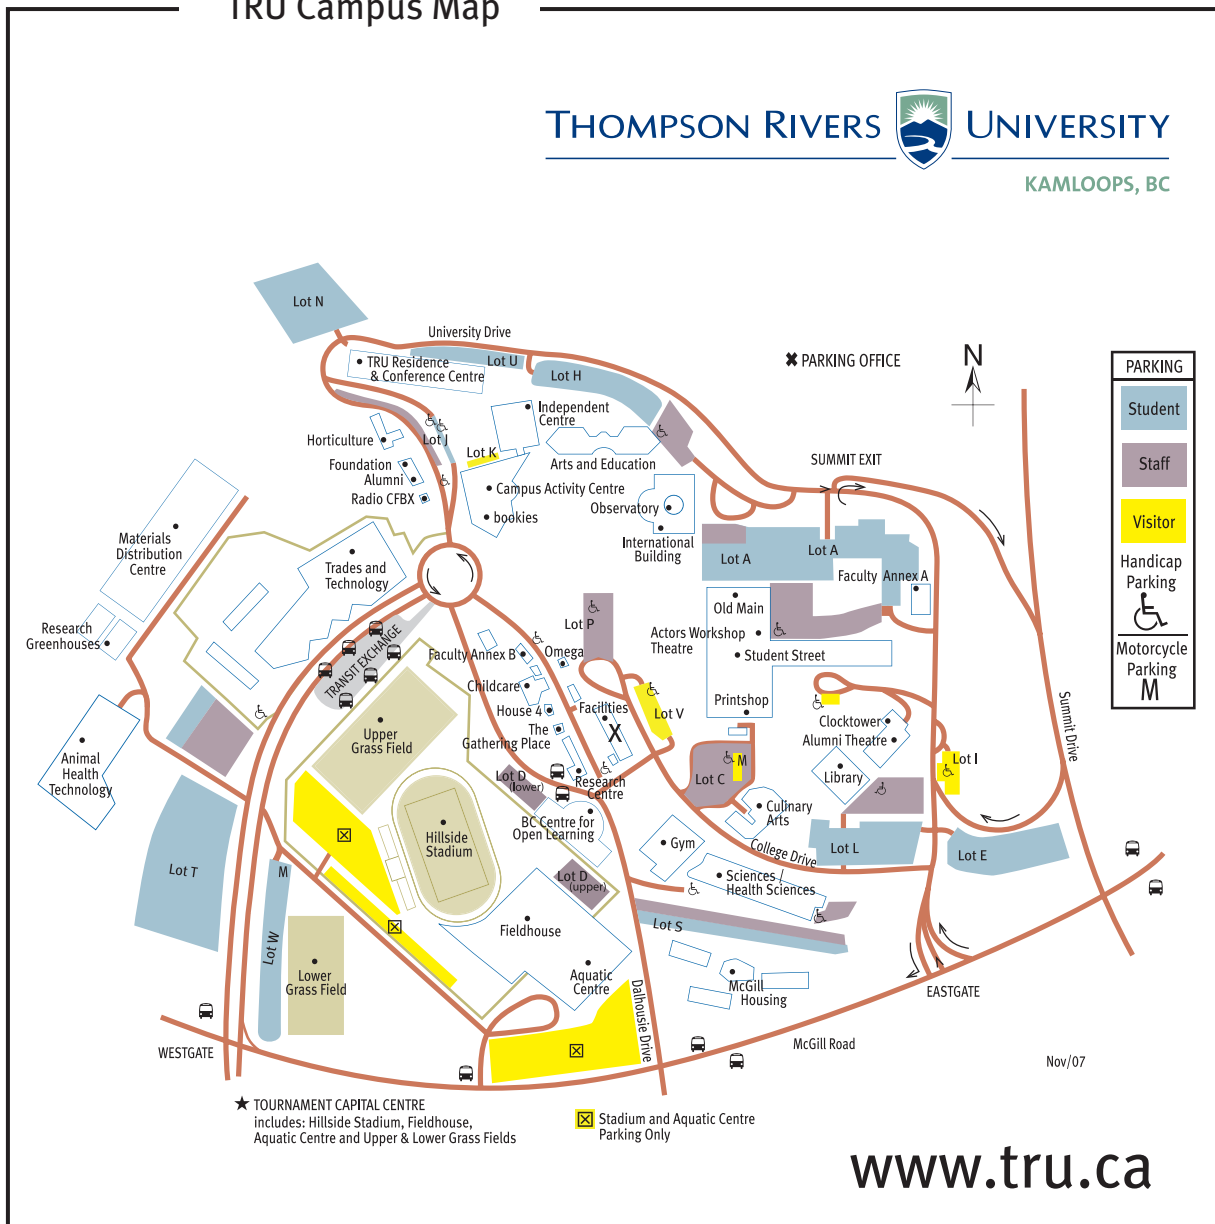 TRU Campus Map
THOMPSON RIVERS UNIVERSITY
KAMLOOPS, BC
Lot N
University Drive
TRU Residence
& Conference Centre
Lot U
Lot H
✖ PARKING OFFICE
N
PARKING
Student
Staff
Visitor
Handicap
Parking
Motorcycle
Parking
M
Independent
Centre
Horticulture
Lot J
Lot K
Arts and Education
SUMMIT EXIT
Foundation
Alumni
Radio CFBX
Campus Activity Centre
bookies
Observatory
International
Building
Materials
Distribution
Centre
Trades and
Technology
Lot A
Lot A
Faculty Annex A
Old Main
Research
Greenhouses
TRANSIT EXCHANGE
Faculty Annex B
Omega
Lot P
Actors Workshop
Theatre
Student Street
Childcare
House 4
Facilities
X
Lot V
Printshop
The
Gathering Place
Clocktower
Alumni Theatre
Summit Drive
Upper
Grass Field
Animal
Health
Technology
Lot D
(lower)
Research
Centre
Lot C
M
Library
Lot I
Culinary
Arts
BC Centre for
Open Learning
Hillside
Stadium
Gym
College Drive
Lot L
Lot E
Lot T
M
Lot D
(upper)
Sciences /
Health Sciences
Lot W
Fieldhouse
Lot S
Lower
Grass Field
Aquatic
Centre
Dalhousie Drive
McGill
Housing
EASTGATE
WESTGATE
McGill Road
Nov/07
★ TOURNAMENT CAPITAL CENTRE
includes: Hillside Stadium, Fieldhouse,
Aquatic Centre and Upper & Lower Grass Fields
Stadium and Aquatic Centre
Parking Only
www.tru.ca